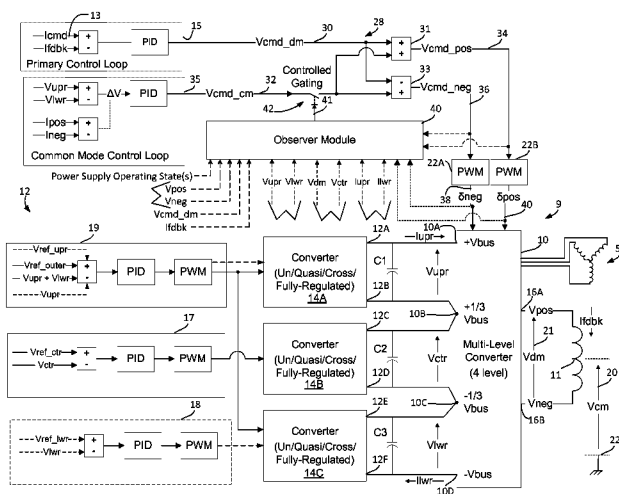 Icmd
13
Ifdbk
+
-
PID
15
Primary Control Loop
Vcmd_dm
30
28
31
+
+
Vcmd_pos
34
Vupr
Vlwr
+
-
ΔV
PID
35
Vcmd_cm
32
Controlled
Gating
42
41
-
+
33
Vcmd_neg
36
Ipos
Ineg
+
-
Common Mode Control Loop
Observer Module
40
22A
PWM
22B
PWM
δneg
δpos
38
40
Power Supply Operating State(s)
Vpos
Vneg
Vcmd_dm
Ifdbk
Vupr
Vlwr
Vdm
Vctr
Iupr
Ilwr
12
9
19
Vref_upr
Vref_outer
Vupr + Vlwr
Vupr
+
-
PID
PWM
12A
Converter
(Un/Quasi/Cross/
Fully-Regulated)
14A
12B
C1
Iupr
10A
Vupr
+Vbus
10
5
17
Vref_ctr
Vctr
+
-
PID
PWM
12C
Converter
(Un/Quasi/Cross/
Fully-Regulated)
14B
12D
C2
10B
Vctr
10C
+1/3
Vbus
Multi-Level
Converter
(4 level)
-1/3
Vbus
16A
Vpos
Ifdbk
21
Vdm
11
20
Vneg
16B
Vcm
22
18
Vref_lwr
Vlwr
+
-
PID
PWM
12E
Converter
(Un/Quasi/Cross/
Fully-Regulated)
14C
12F
C3
Vlwr
Ilwr
10D
-Vbus